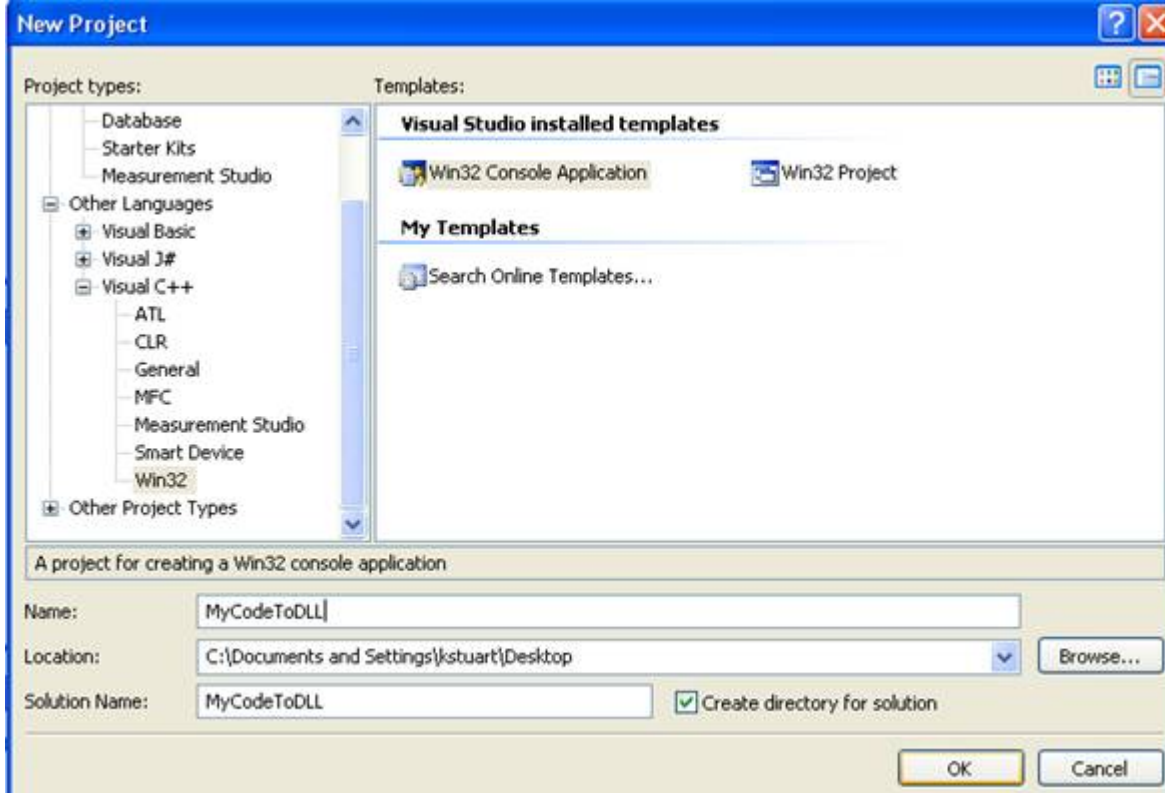 New Project
Project types:
Templates:
Database
Starter Kits
Measurement Studio
Other Languages
Visual Basic
Visual J#
Visual C++
ATL
CLR
General
MFC
Measurement Studio
Smart Device
Win32
Other Project Types
Visual Studio installed templates
Win32 Console Application
Win32 Project
My Templates
Search Online Templates...
A project for creating a Win32 console application
Name:
MyCodeToDLL
Location:
C:\Documents and Settings\kstuart\Desktop
Browse...
Solution Name:
MyCodeToDLL
Create directory for solution
OK
Cancel